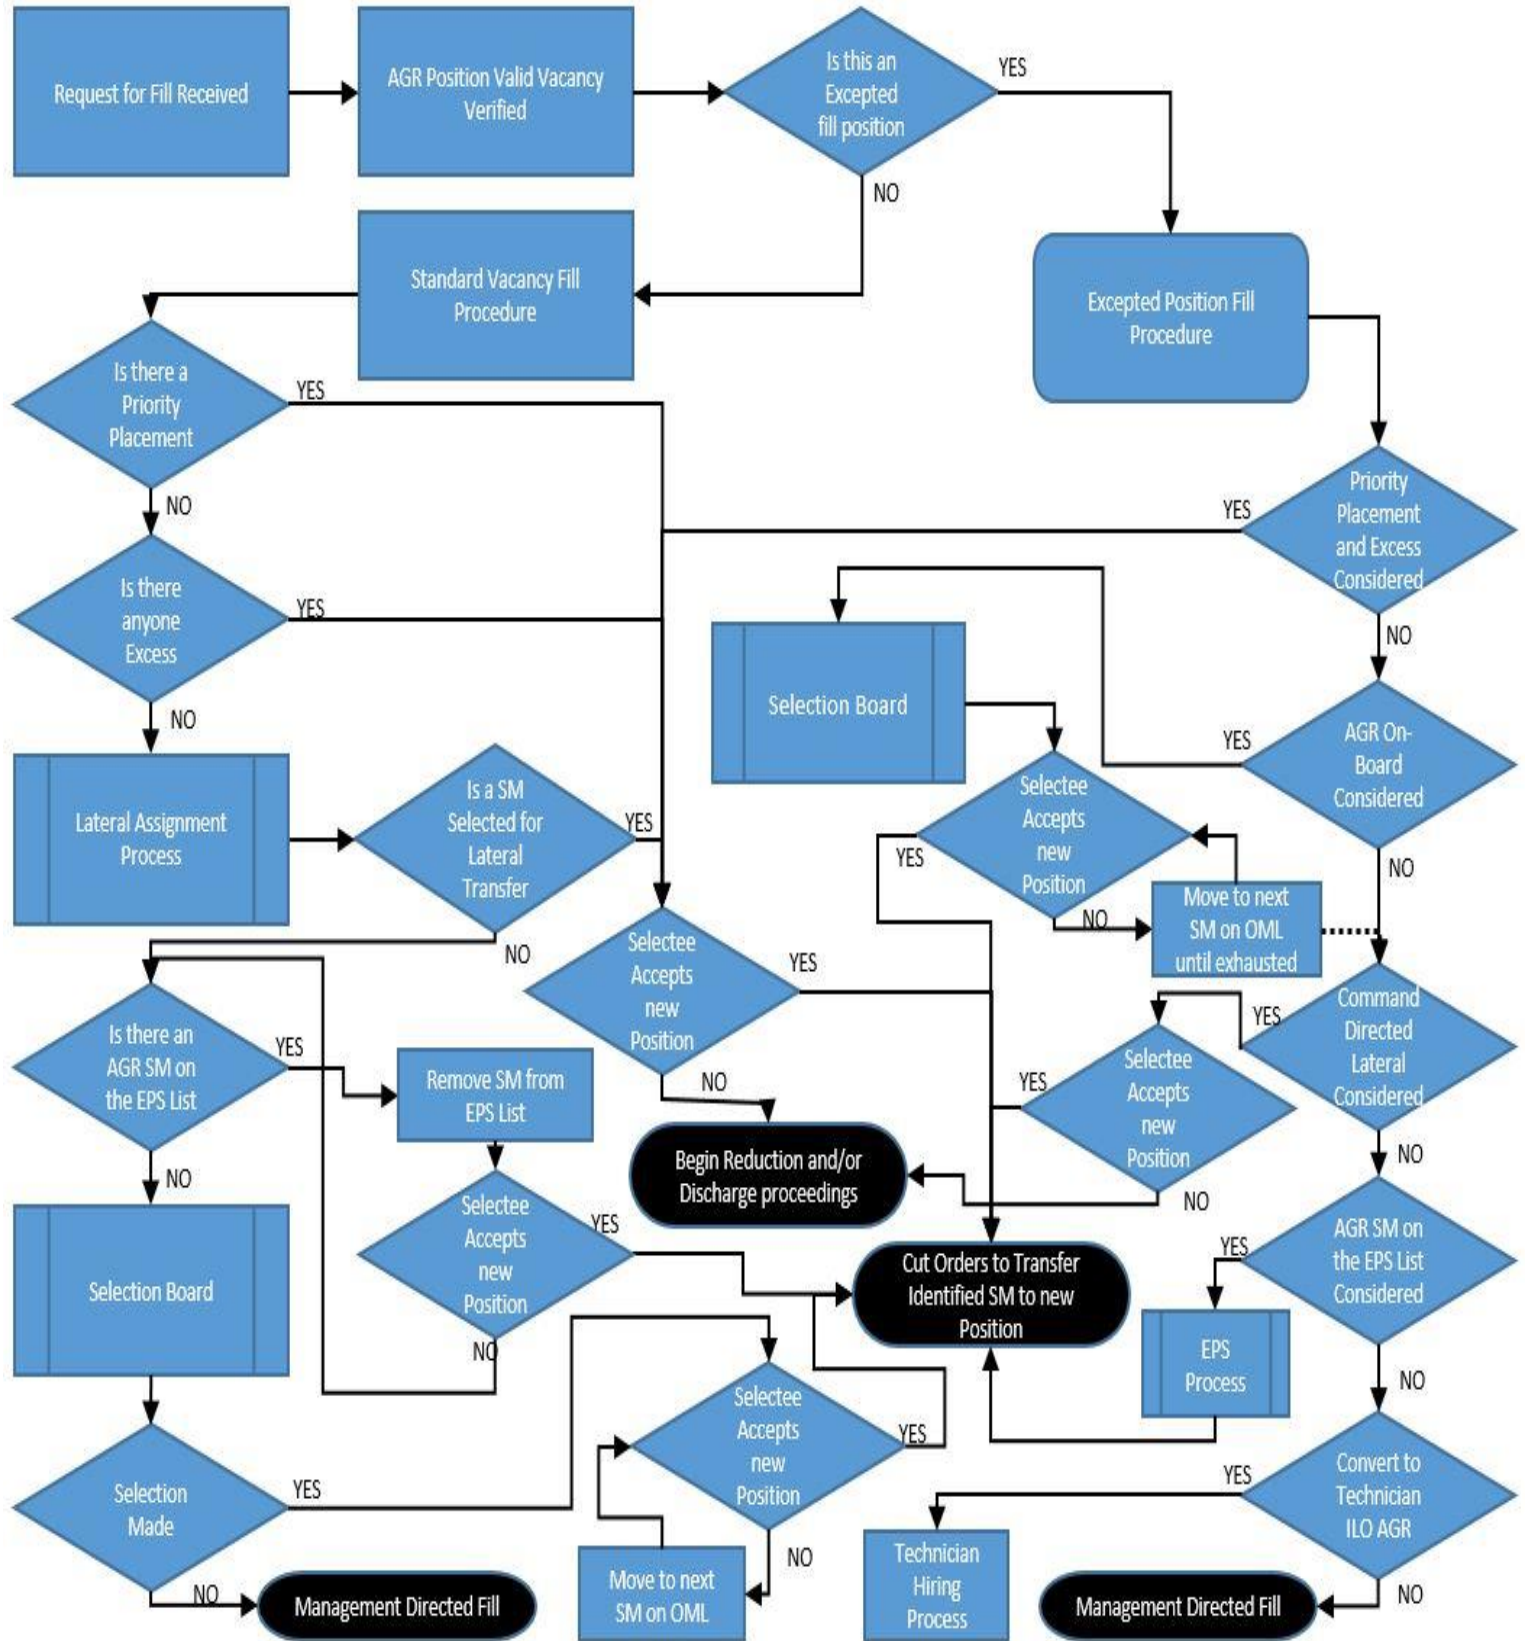 Request for Fill Received
AGR Position Valid Vacancy
Verified
Is this an
Excepted
fill position
YES
NO
Standard Vacancy Fill
Procedure
Excepted Position Fill
Procedure
Is there a
Priority
Placement
YES
NO
Priority
Placement
and Excess
Considered
YES
NO
Is there
anyone
Excess
YES
NO
Selection Board
AGR On-
Board
Considered
YES
NO
Lateral Assignment
Process
Is a SM
Selected for
Lateral
Transfer
YES
NO
Selectee
Accepts
new
Position
YES
NO
Move to next
SM on OML
until exhausted
Selectee
Accepts
new
Position
YES
NO
Command
Directed
Lateral
Considered
YES
NO
Is there an
AGR SM on
the EPS List
YES
NO
Remove SM from
EPS List
Selectee
Accepts
new
Position
YES
NO
Begin Reduction and/or
Discharge proceedings
Selectee
Accepts
new
Position
YES
NO
Cut Orders to Transfer
Identified SM to new
Position
AGR SM on
the EPS List
Considered
YES
NO
Selection Board
EPS
Process
Selectee
Accepts
new
Position
YES
NO
Convert to
Technician
ILO AGR
YES
NO
Selection
Made
YES
NO
Management Directed Fill
Move to next
SM on OML
Technician
Hiring
Process
Management Directed Fill